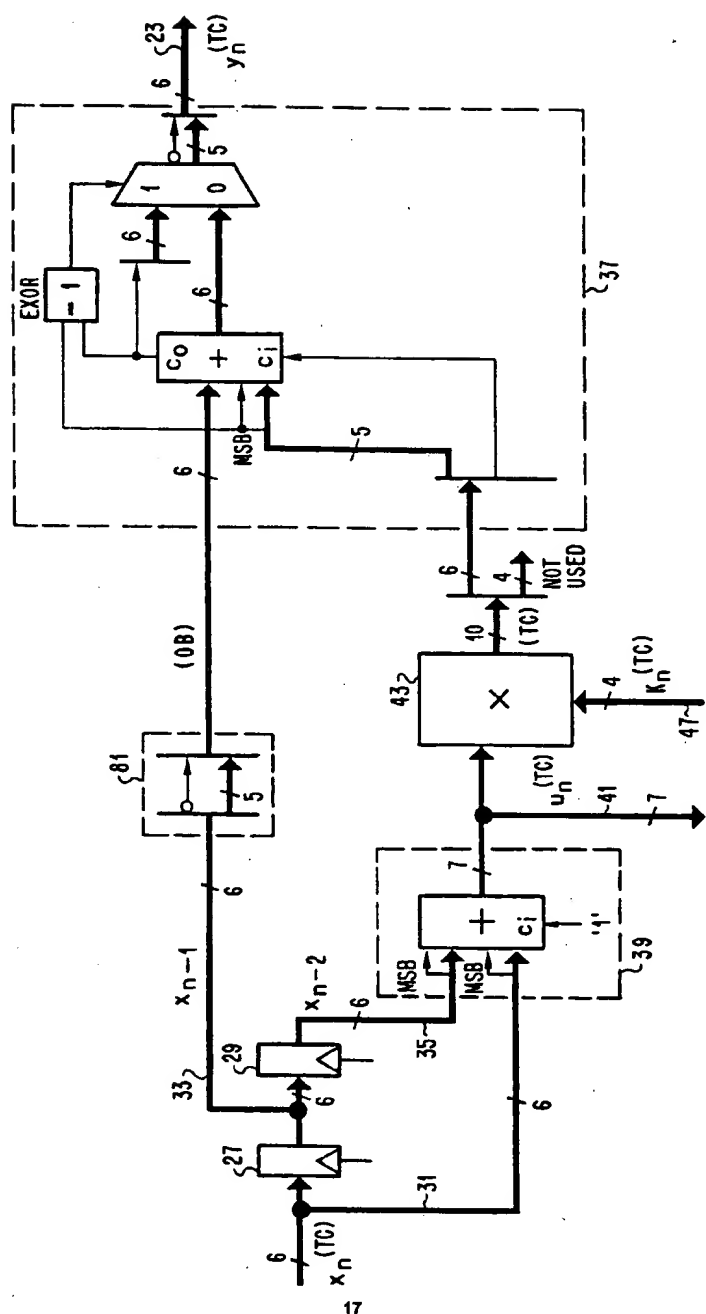 23
(TC)
yₙ
6
5
1
0
EXOR
= 1
6
6
C₀
+
Cᵢ
MSB
5
37
6
(OB)
81
5
6
xₙ₋₁
33
6
4
NOT USED
10
(TC)
43
×
4
(TC)
Kₙ
47
(TC)
uₙ
41
7
7
+
Cᵢ
'1'
MSB
MSB
39
xₙ₋₂
6
35
29
6
27
31
6
6
(TC)
xₙ
17